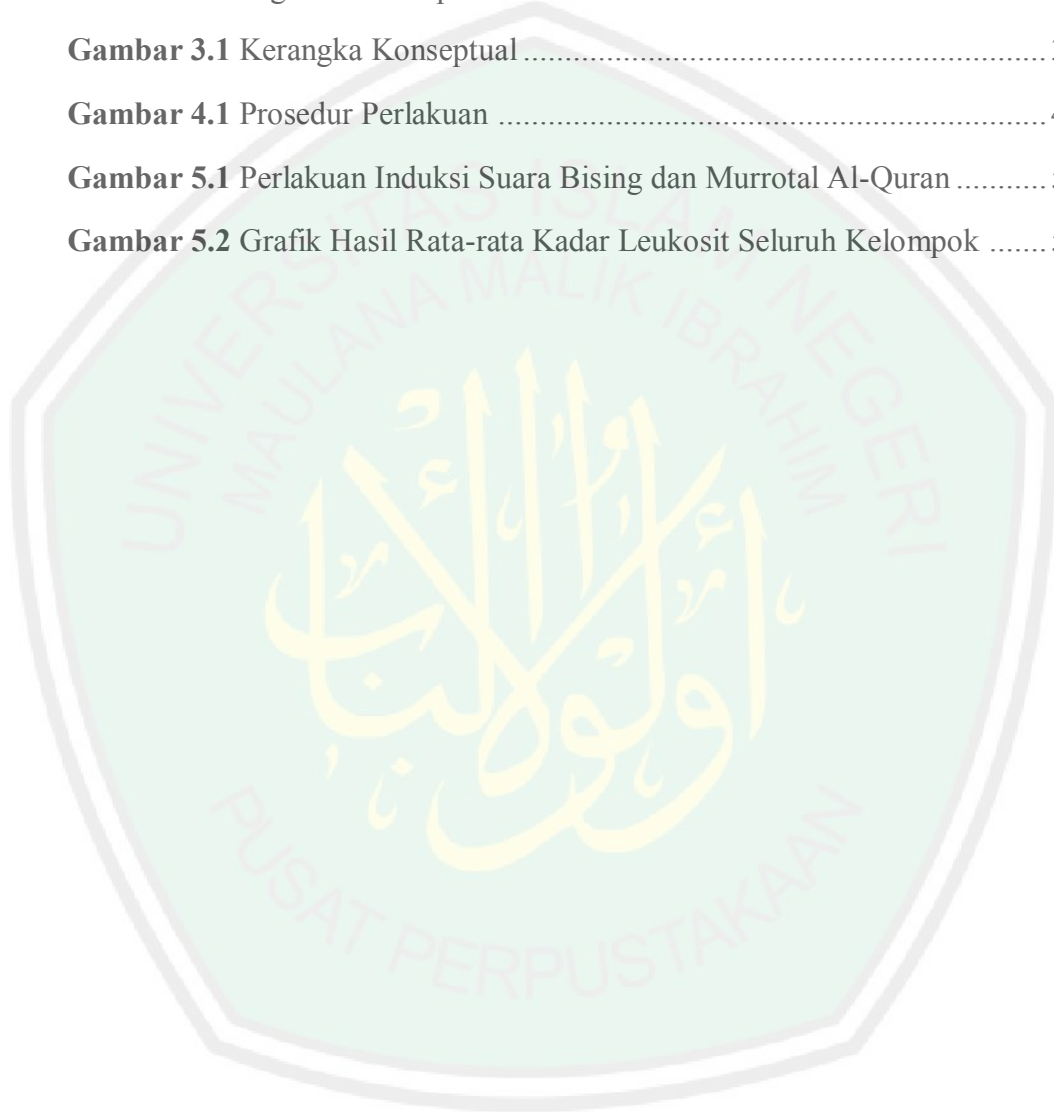 Gambar 3.1 Kerangka Konseptual
Gambar 4.1 Prosedur Perlakuan
Gambar 5.1 Perlakuan Induksi Suara Bising dan Murrotal Al-Quran
Gambar 5.2 Grafik Hasil Rata-rata Kadar Leukosit Seluruh Kelompok
UNIVERSITAS ISLAM NEGERI
MAULANA MALIK IBRAHIM
أولو الألباب
PUSAT PERPUSTAKAAN